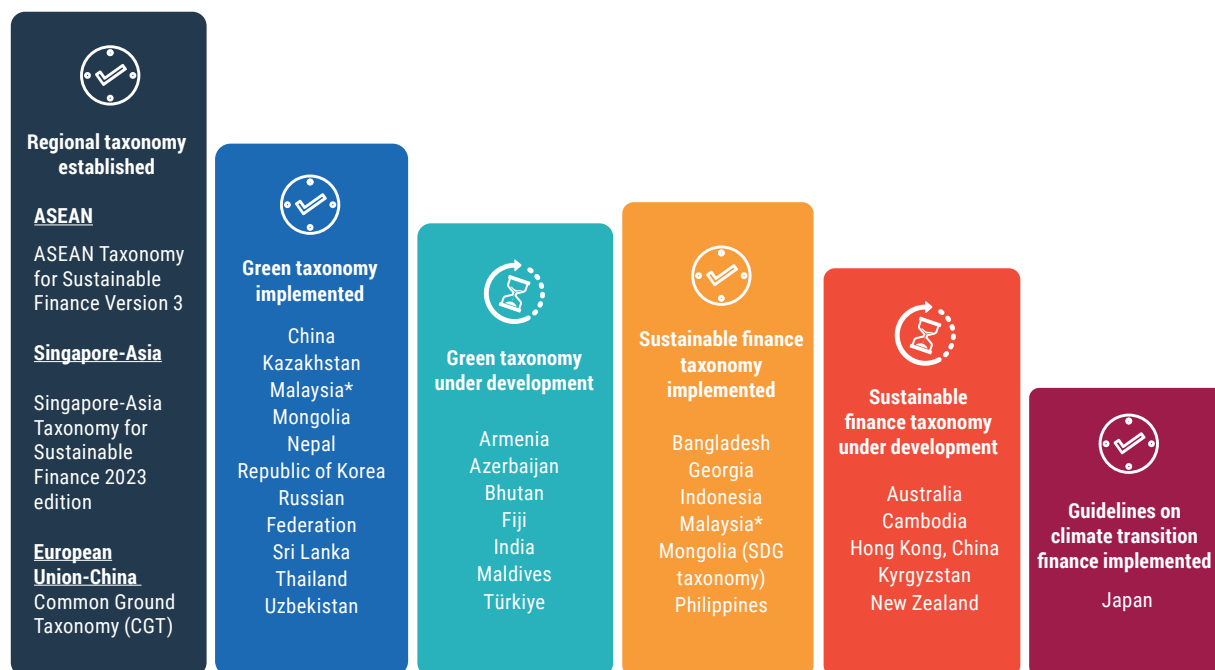 Regional taxonomy
established
ASEAN
ASEAN Taxonomy
for Sustainable
Finance Version 3
Singapore-Asia
Singapore-Asia
Taxonomy for
Sustainable
Finance 2023
edition
European
Union-China
Common Ground
Taxonomy (CGT)
Green taxonomy
implemented
China
Kazakhstan
Malaysia*
Mongolia
Nepal
Republic of Korea
Russian
Federation
Sri Lanka
Thailand
Uzbekistan
Green taxonomy
under development
Armenia
Azerbaijan
Bhutan
Fiji
India
Maldives
Türkiye
Sustainable finance
taxonomy
implemented
Bangladesh
Georgia
Indonesia
Malaysia*
Mongolia (SDG
taxonomy)
Philippines
Sustainable
finance taxonomy
under development
Australia
Cambodia
Hong Kong, China
Kyrgyzstan
New Zealand
Guidelines on
climate transition
finance implemented
Japan